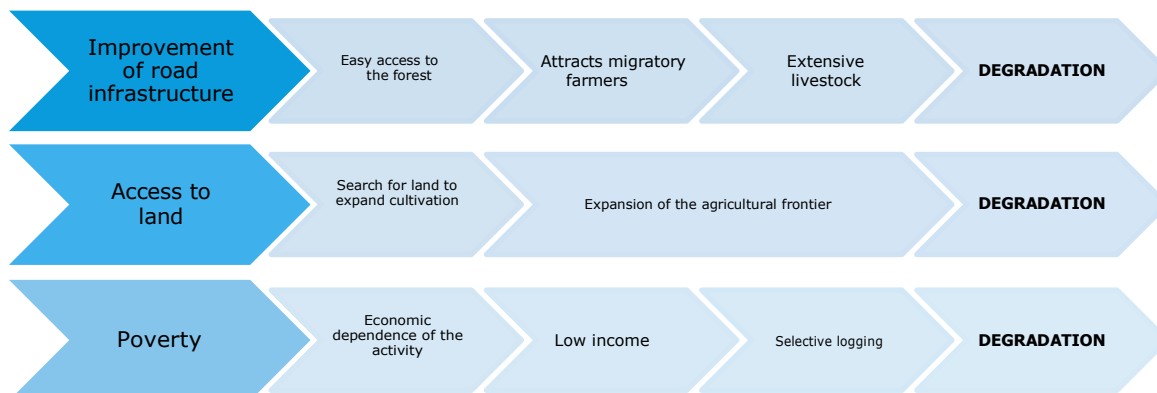 Improvement
of road
infrastructure
Easy access to
the forest
Attracts migratory
farmers
Extensive
livestock
DEGRADATION
Access to
land
Search for land to
expand cultivation
Expansion of the agricultural frontier
DEGRADATION
Poverty
Economic
dependence of the
activity
Low income
Selective logging
DEGRADATION